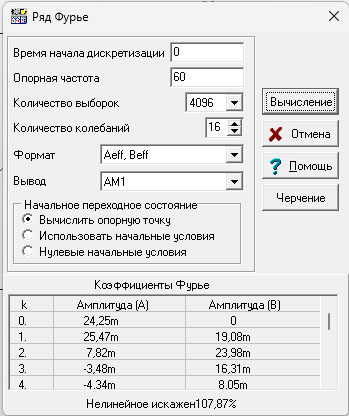 Ряд Фурье
Время начала дискретизации 0
Опорная частота 60
Количество выборок 4096
Количество колебаний 16
Формат Aeff, Beff
Вывод AM1
Начальное переходное состояние
Вычислить опорную точку
Использовать начальные условия
Нулевые начальные условия
Вычисление
Отмена
Помощь
Черчение
Коэффициенты Фурье
k Амплитуда (A) Амплитуда (B)
0. 24,25m 0
1. 25,47m 19,08m
2. 7,82m 23,98m
3. -3,48m 16,31m
4. -4,34m 8,05m
Нелинейное искажен107,87%